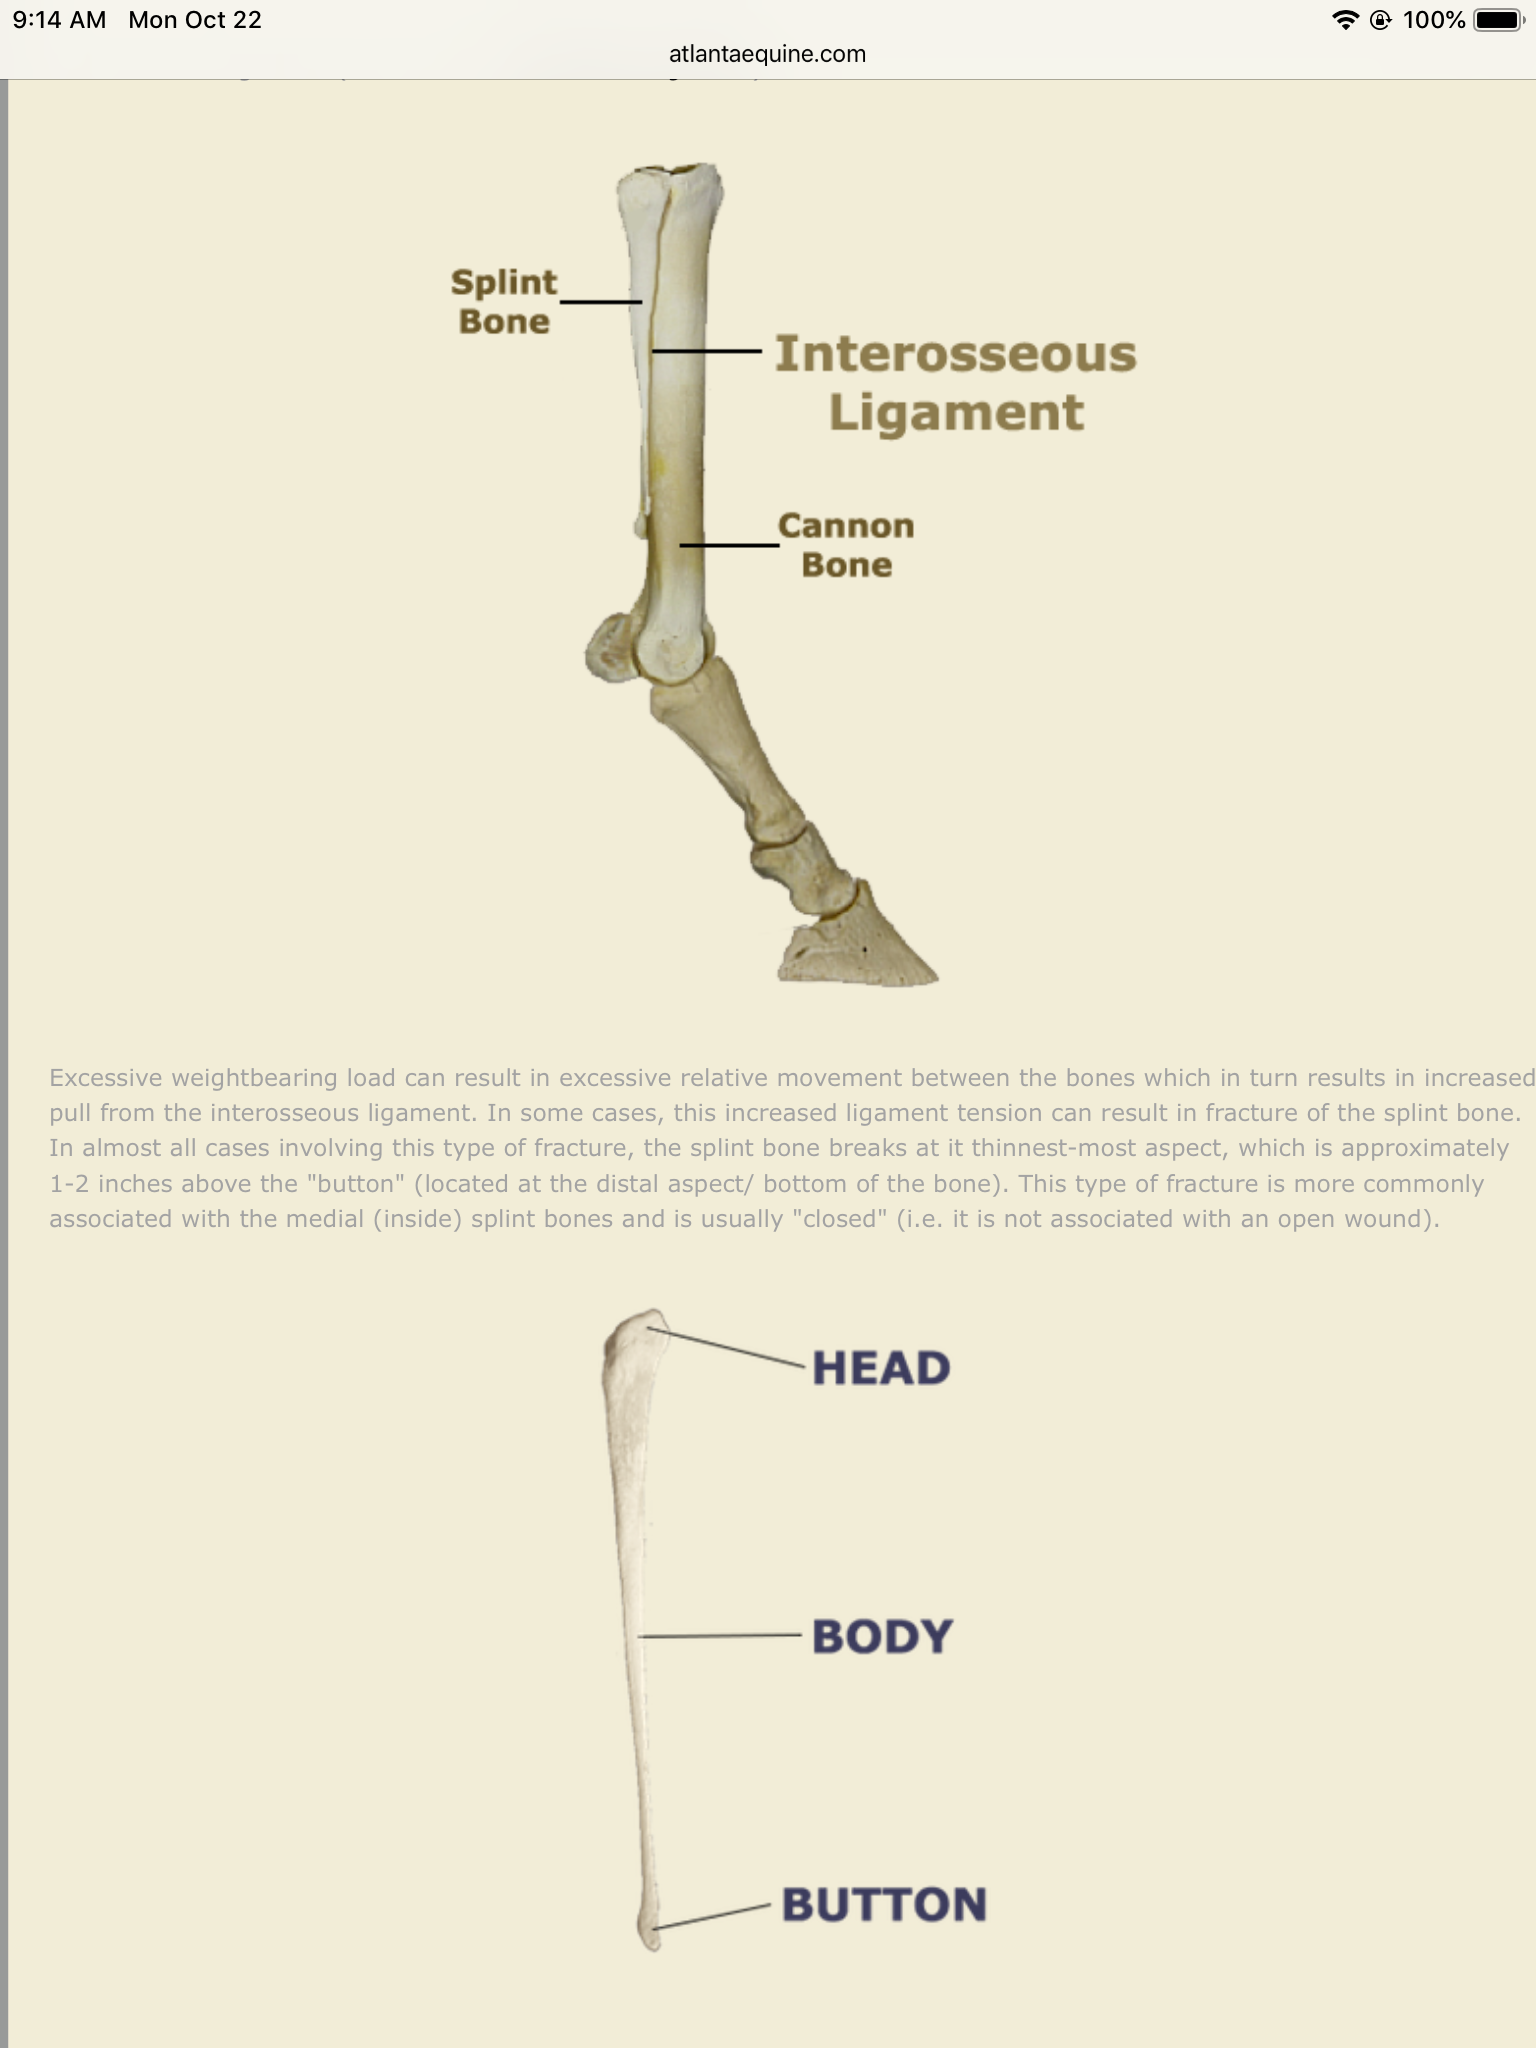 9:14 AM Mon Oct 22
100%
atlantaequine.com
Splint
Bone
Interosseous
Ligament
Cannon
Bone
Excessive weightbearing load can result in excessive relative movement between the bones which in turn results in increased
pull from the interosseous ligament. In some cases, this increased ligament tension can result in fracture of the splint bone.
In almost all cases involving this type of fracture, the splint bone breaks at it thinnest-most aspect, which is approximately
1-2 inches above the "button" (located at the distal aspect/ bottom of the bone). This type of fracture is more commonly
associated with the medial (inside) splint bones and is usually "closed" (i.e. it is not associated with an open wound).
HEAD
BODY
BUTTON